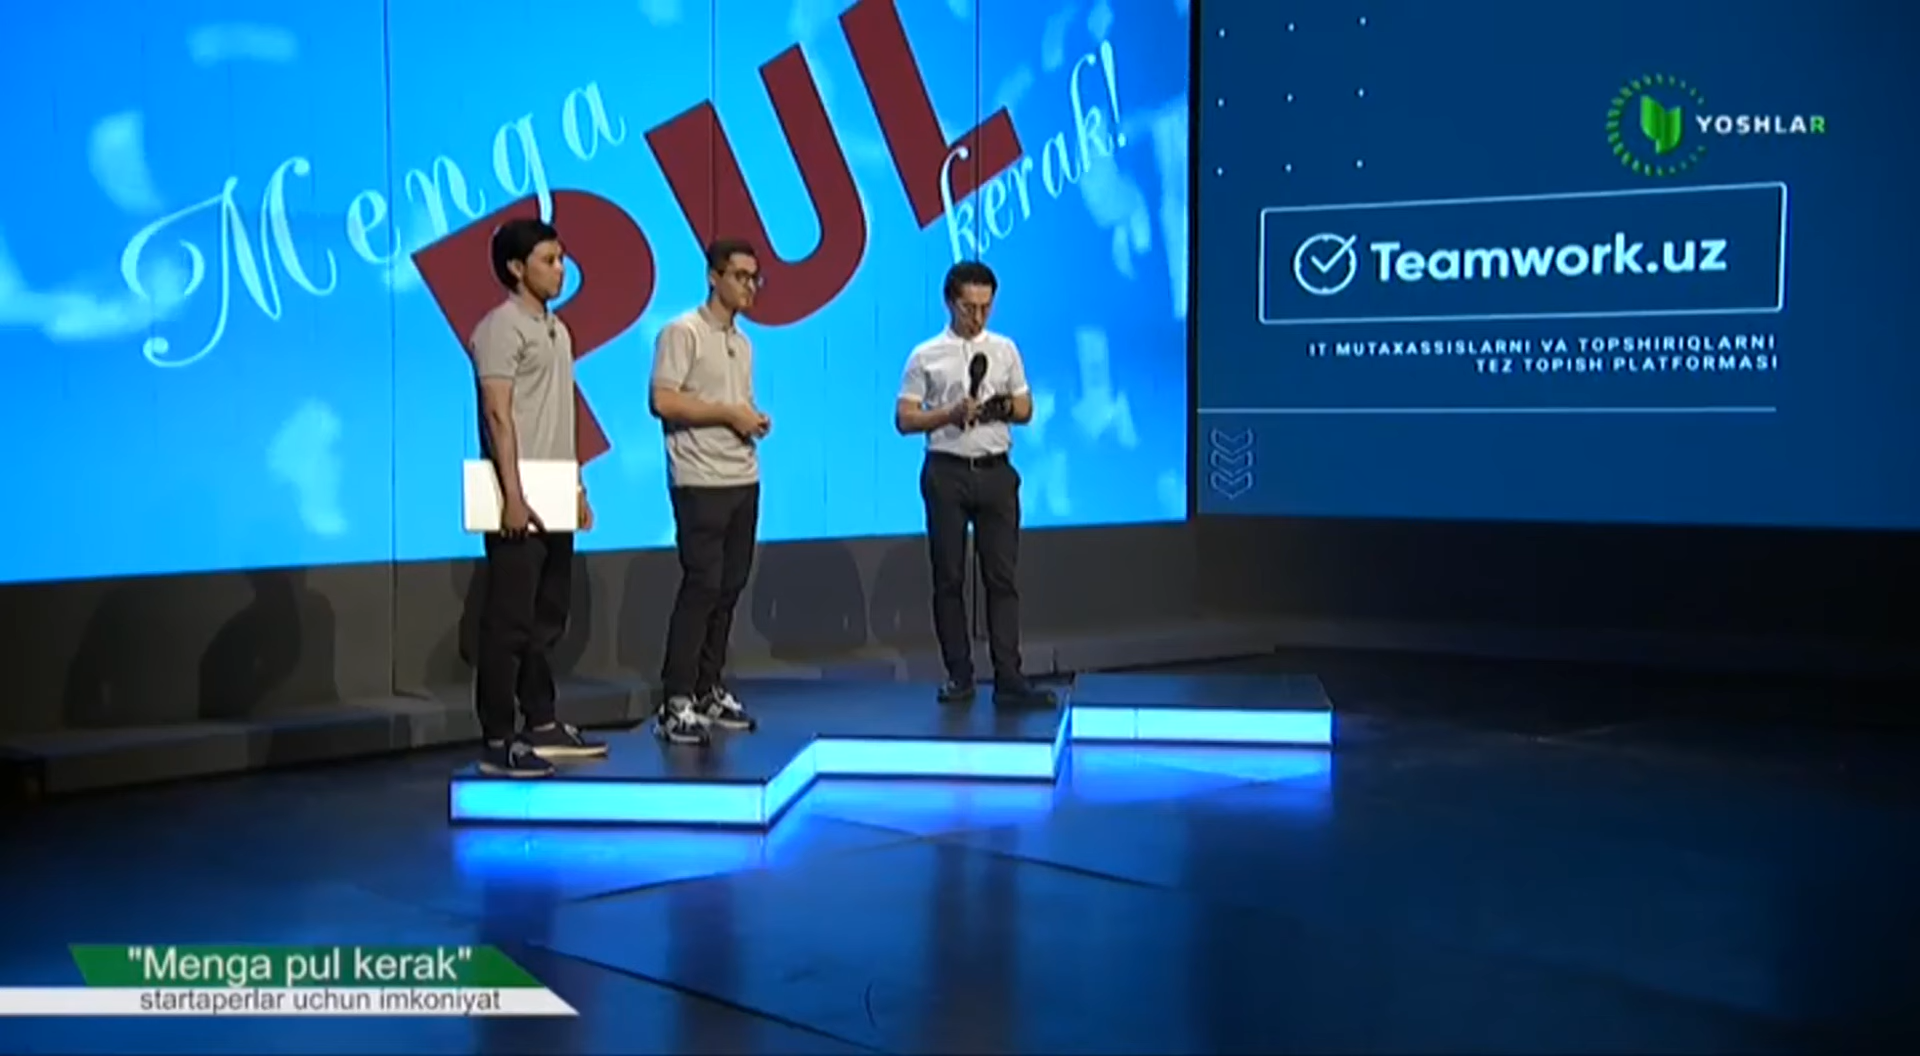 Menga
PUL
kerak!
YOSHLAR
Teamwork.uz
IT MUTAXASSISLARNI VA TOPSHIRIQLARNI
TEZ TOPISH PLATFORMASI
"Menga pul kerak"
startaperlar uchun imkoniyat